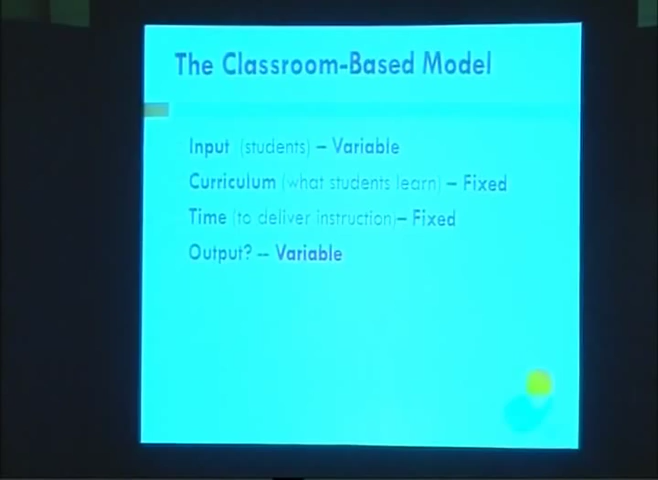 The Classroom-Based Model
Input (students) – Variable
Curriculum (what students learn) – Fixed
Time (to deliver instruction)– Fixed
Output? – Variable